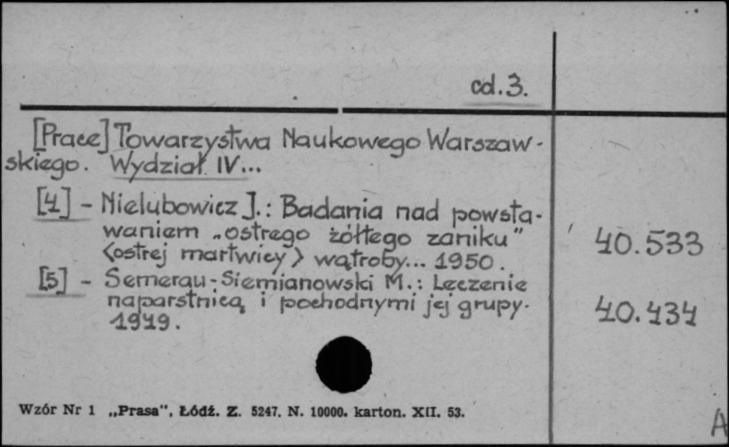 cd.3.
[Prace] Towarzystwa Naukowego Warszaw-
skiego. Wydział IV...
[4] - Nielubowicz J.: Badania nad powsta-
waniem „ostrego żółtego zaniku"
<ostrej martwicy> wątroby... 1950.
40.533
[5] - Semerau-Siemianowski M.: Leczenie
naparstnicą i pochodnymi jej grupy.
1949.
40.434
Wzór Nr 1 „Prasa", Łódź. Z. 5247. N. 10000. karton. XII. 53.
A